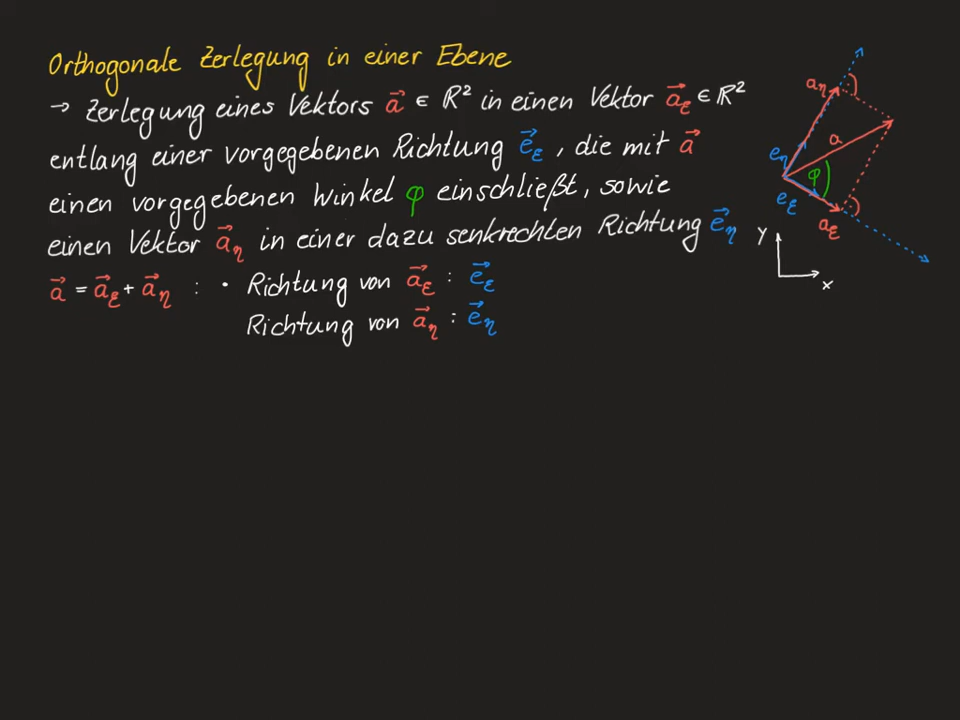 Orthogonale Zerlegung in einer Ebene
→ Zerlegung eines Vektors a⃗ ∈ ℝ² in einen Vektor a⃗_ξ ∈ ℝ²
entlang einer vorgegebenen Richtung e⃗_ξ, die mit a⃗
einen vorgegebenen Winkel φ einschließt, sowie
einen Vektor a⃗_η in einer dazu senkrechten Richtung e⃗_η
a⃗ = a⃗_ξ + a⃗_η : • Richtung von a⃗_ξ : e⃗_ξ
Richtung von a⃗_η : e⃗_η
a_η
a
e_η
φ
e_ξ
a_ξ
y
x